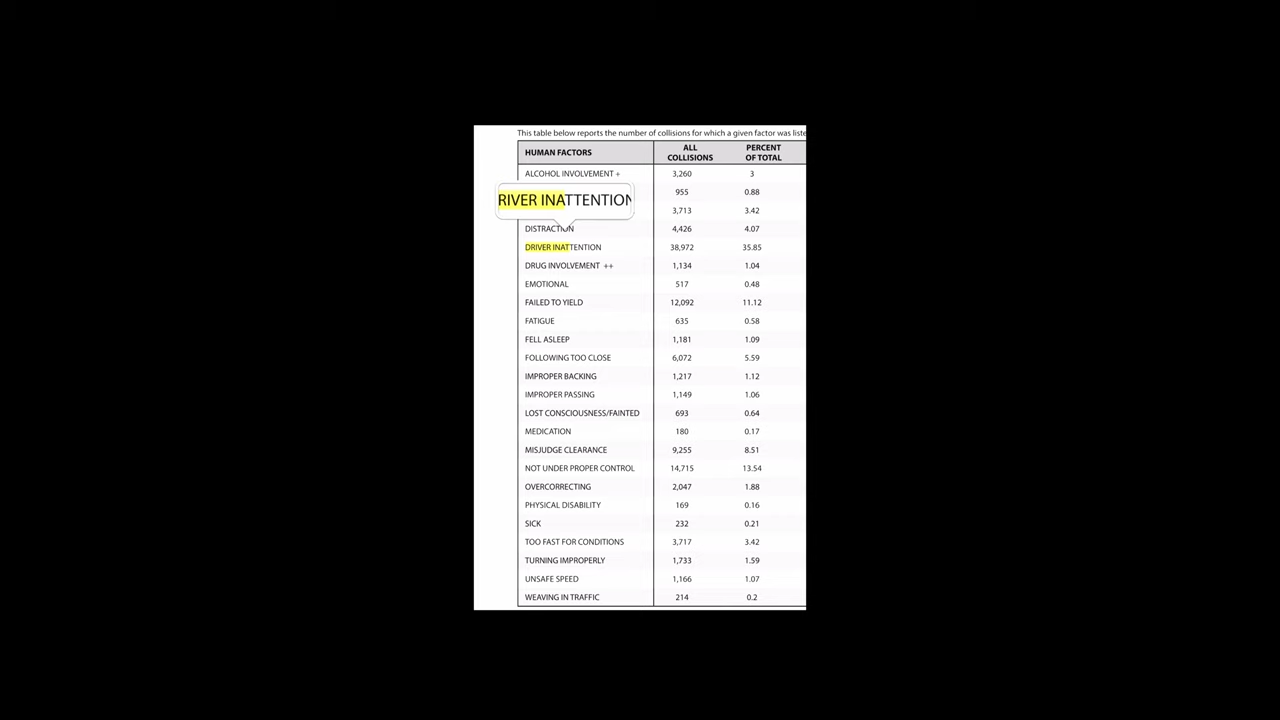 This table below reports the number of collisions for which a given factor was liste
HUMAN FACTORS ALL COLLISIONS PERCENT OF TOTAL
ALCOHOL INVOLVEMENT + 3,260 3
955 0.88
RIVER INATTENTION
3,713 3.42
DISTRACTION 4,426 4.07
DRIVER INATTENTION 38,972 35.85
DRUG INVOLVEMENT ++ 1,134 1.04
EMOTIONAL 517 0.48
FAILED TO YIELD 12,092 11.12
FATIGUE 635 0.58
FELL ASLEEP 1,181 1.09
FOLLOWING TOO CLOSE 6,072 5.59
IMPROPER BACKING 1,217 1.12
IMPROPER PASSING 1,149 1.06
LOST CONSCIOUSNESS/FAINTED 693 0.64
MEDICATION 180 0.17
MISJUDGE CLEARANCE 9,255 8.51
NOT UNDER PROPER CONTROL 14,715 13.54
OVERCORRECTING 2,047 1.88
PHYSICAL DISABILITY 169 0.16
SICK 232 0.21
TOO FAST FOR CONDITIONS 3,717 3.42
TURNING IMPROPERLY 1,733 1.59
UNSAFE SPEED 1,166 1.07
WEAVING IN TRAFFIC 214 0.2